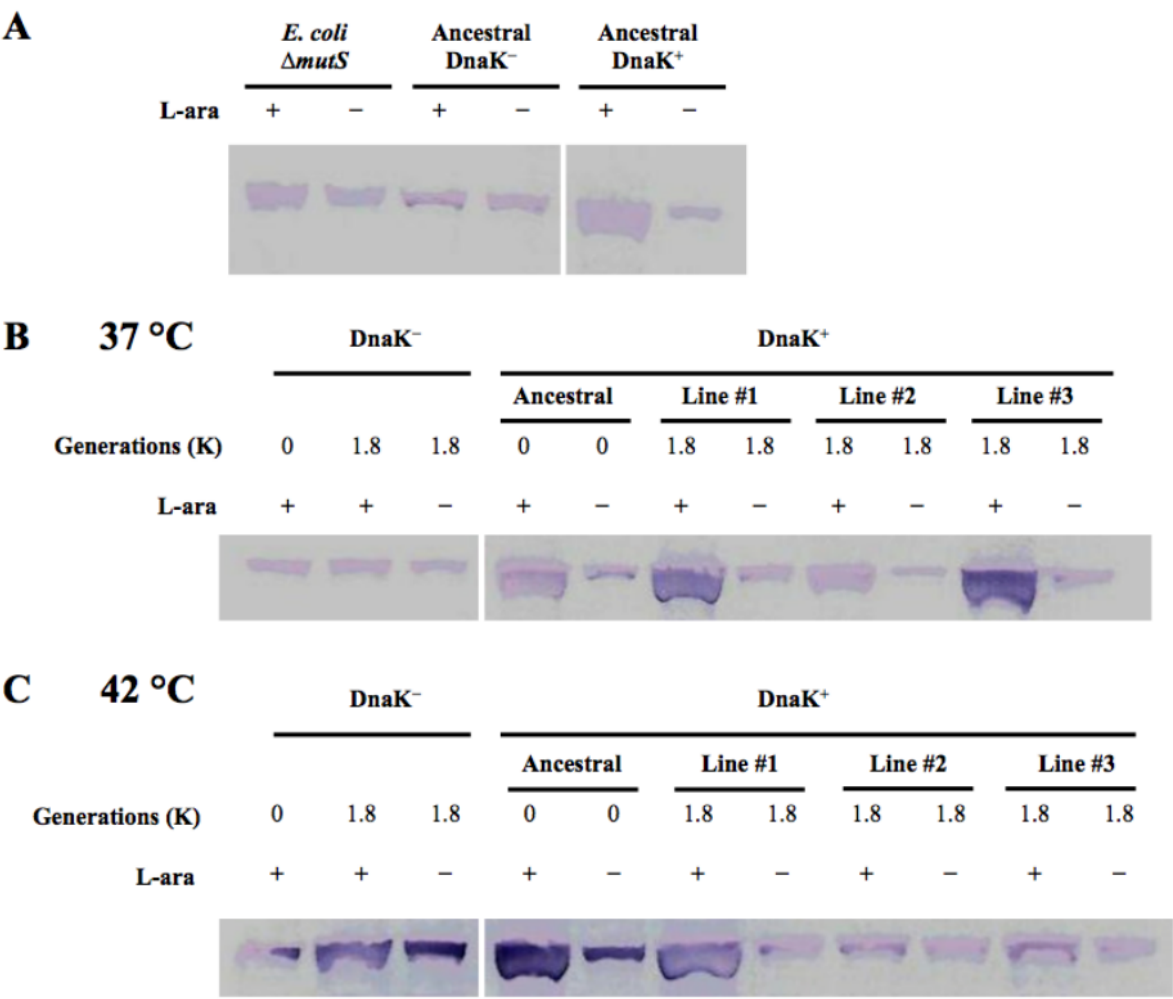 A
E. coli ΔmutS
Ancestral DnaK⁻
Ancestral DnaK⁺
L-ara + − + − + −
B 37 °C DnaK⁻ DnaK⁺
Ancestral Line #1 Line #2 Line #3
Generations (K) 0 1.8 1.8 0 0 1.8 1.8 1.8 1.8 1.8 1.8
L-ara + + − + − + − + − + −
C 42 °C DnaK⁻ DnaK⁺
Ancestral Line #1 Line #2 Line #3
Generations (K) 0 1.8 1.8 0 0 1.8 1.8 1.8 1.8 1.8 1.8
L-ara + + − + − + − + − + −